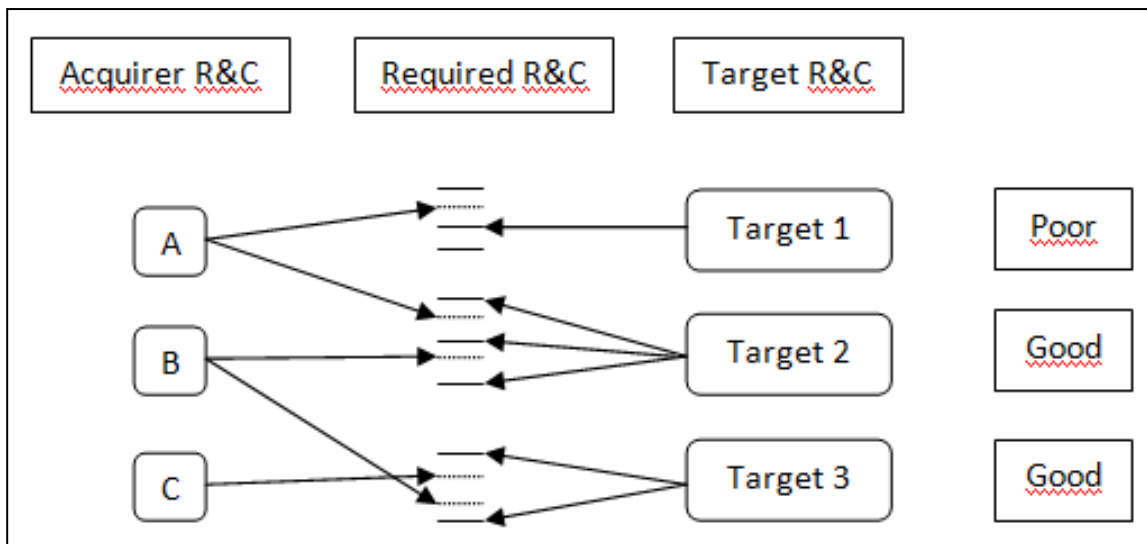 Acquirer R&C
Required R&C
Target R&C
A
Target 1
Poor
B
Target 2
Good
C
Target 3
Good